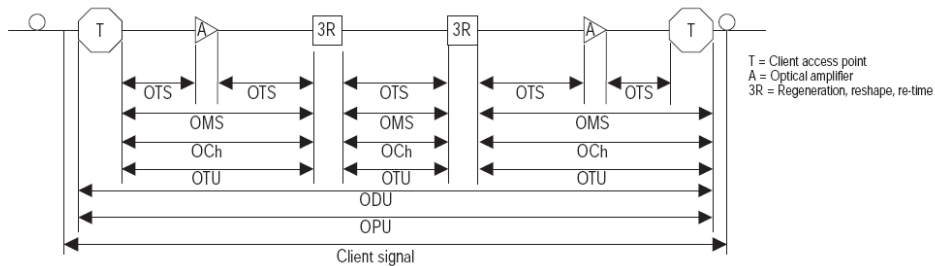 T A 3R 3R A T
T = Client access point
A = Optical amplifier
3R = Regeneration, reshape, re-time
OTS OTS OTS OTS OTS
OMS OMS OMS
OCh OCh OCh
OTU OTU OTU
ODU
OPU
Client signal